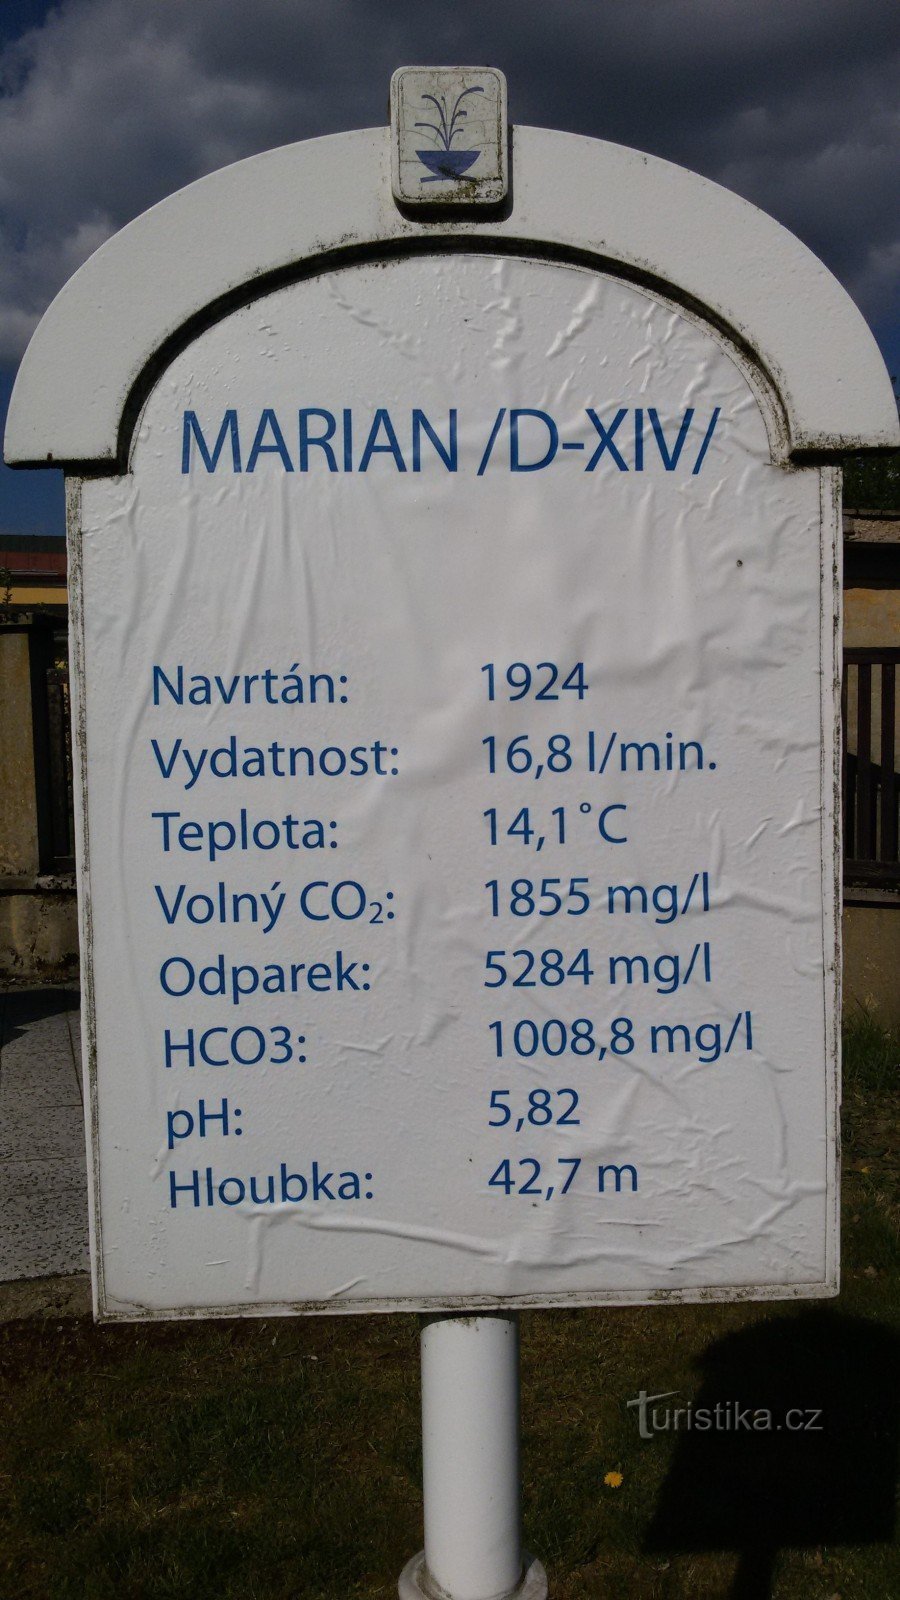 MARIAN /D-XIV/
Navrtán: 1924
Vydatnost: 16,8 l/min.
Teplota: 14,1°C
Volný CO₂: 1855 mg/l
Odparek: 5284 mg/l
HCO3: 1008,8 mg/l
pH: 5,82
Hloubka: 42,7 m
Turistika.cz